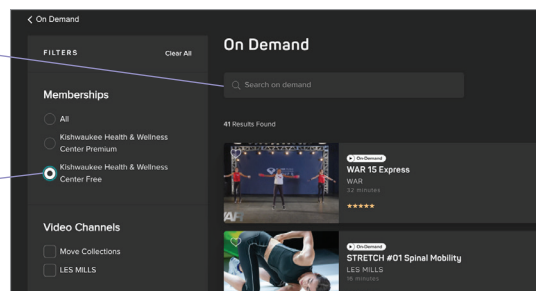 On Demand
FILTERS
Clear All
Memberships
All
Kishwaukee Health & Wellness
Center Premium
Kishwaukee Health & Wellness
Center Free
Video Channels
Move Collections
LES MILLS
On Demand
Search on demand
41 Results Found
WAR
On-Demand
WAR 15 Express
WAR
32 minutes
On-Demand
STRETCH #01 Spinal Mobility
LES MILLS
16 minutes